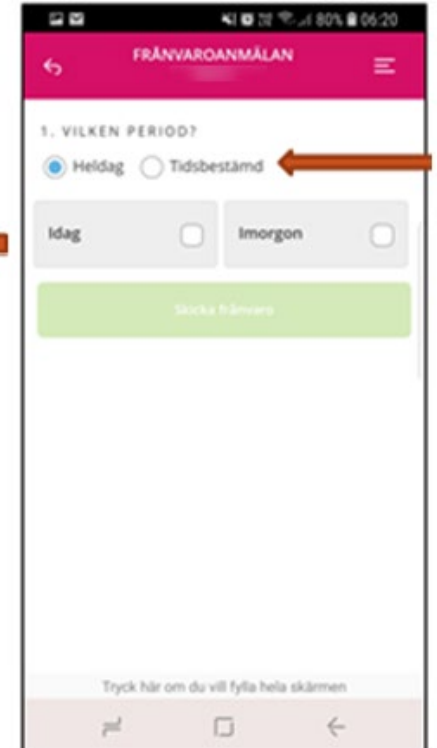 80% 06:20
FRÅNVAROANMÄLAN
1. VILKEN PERIOD?
Heldag Tidsbestämd
Idag Imorgon
Skicka frånvaro
Tryck här om du vill fylla hela skärmen